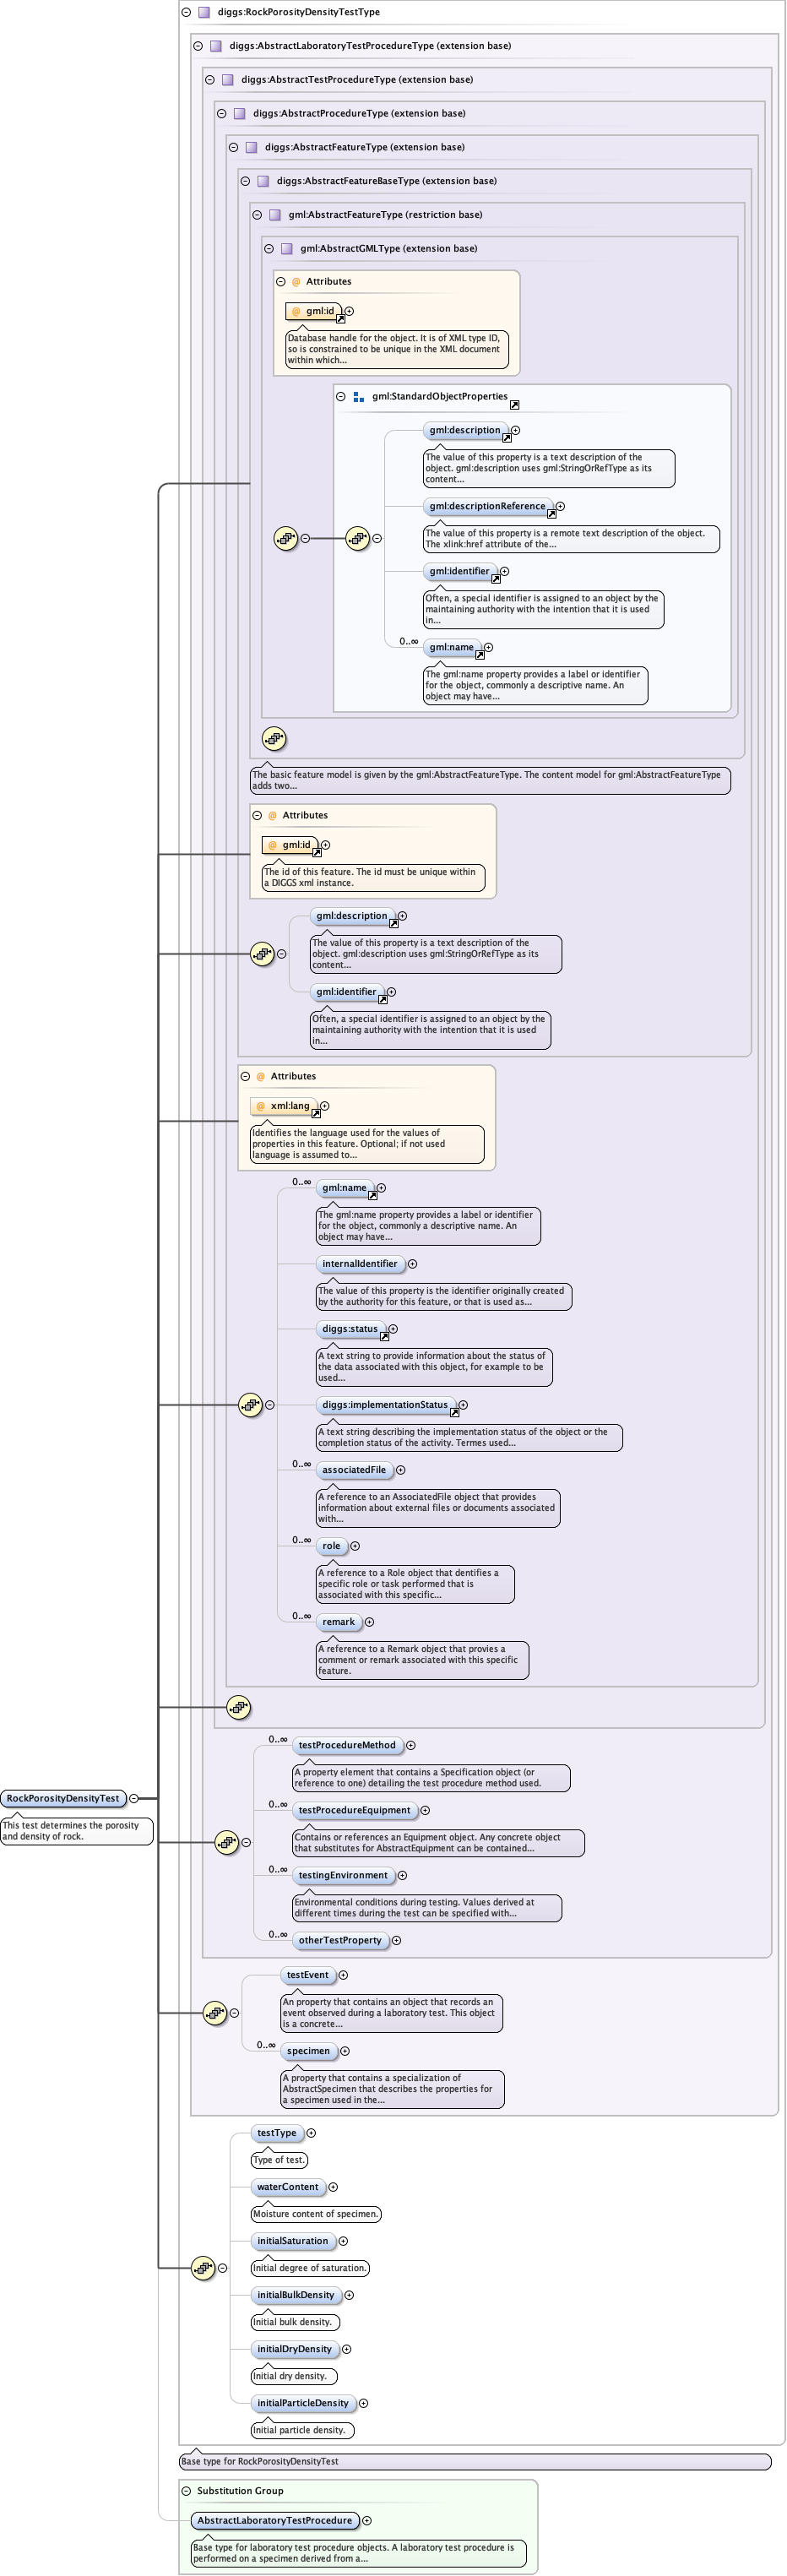 diggs:RockPorosityDensityTestType
diggs:AbstractLaboratoryTestProcedureType (extension base)
diggs:AbstractTestProcedureType (extension base)
diggs:AbstractProcedureType (extension base)
diggs:AbstractFeatureType (extension base)
diggs:AbstractFeatureBaseType (extension base)
gml:AbstractFeatureType (restriction base)
gml:AbstractGMLType (extension base)
@ Attributes
@ gml:id
Database handle for the object. It is of XML type ID,
so is constrained to be unique in the XML document
within which...
gml:StandardObjectProperties
gml:description
The value of this property is a text description of the
object. gml:description uses gml:StringOrRefType as its
content...
gml:descriptionReference
The value of this property is a remote text description of the object.
The xlink:href attribute of the...
gml:identifier
Often, a special identifier is assigned to an object by the
maintaining authority with the intention that it is used
in...
0..∞
gml:name
The gml:name property provides a label or identifier
for the object, commonly a descriptive name. An
object may have...
The basic feature model is given by the gml:AbstractFeatureType. The content model for gml:AbstractFeatureType
adds two...
@ Attributes
@ gml:id
The id of this feature. The id must be unique within
a DIGGS xml instance.
gml:description
The value of this property is a text description of the
object. gml:description uses gml:StringOrRefType as its
content...
gml:identifier
Often, a special identifier is assigned to an object by the
maintaining authority with the intention that it is used
in...
@ Attributes
@ xml:lang
Identifies the language used for the values of
properties in this feature. Optional; if not used
language is assumed to...
0..∞
gml:name
The gml:name property provides a label or identifier
for the object, commonly a descriptive name. An
object may have...
internalIdentifier
The value of this property is the identifier originally created
by the authority for this feature, or that is used as...
diggs:status
A text string to provide information about the status of
the data associated with this object, for example to be
used...
diggs:implementationStatus
A text string describing the implementation status of the object or the
completion status of the activity. Termes used...
0..∞
associatedFile
A reference to an AssociatedFile object that provides
information about external files or documents associated
with...
0..∞
role
A reference to a Role object that dentifies a
specific role or task performed that is
associated with this specific...
0..∞
remark
A reference to a Remark object that provies a
comment or remark associated with this specific
feature.
0..∞
testProcedureMethod
A property element that contains a Specification object (or
reference to one) detailing the test procedure method used.
RockPorosityDensityTest
This test determines the porosity
and density of rock.
0..∞
testProcedureEquipment
Contains or references an Equipment object. Any concrete object
that substitutes for AbstractEquipment can be contained...
0..∞
testingEnvironment
Environmental conditions during testing. Values derived at
different times during the test can be specified with...
0..∞
otherTestProperty
testEvent
An property that contains an object that records an
event observed during a laboratory test. This object
is a concrete...
0..∞
specimen
A property that contains a specialization of
AbstractSpecimen that describes the properties for
a specimen used in the...
testType
Type of test.
waterContent
Moisture content of specimen.
initialSaturation
Initial degree of saturation.
initialBulkDensity
Initial bulk density.
initialDryDensity
Initial dry density.
initialParticleDensity
Initial particle density.
Base type for RockPorosityDensityTest
Substitution Group
AbstractLaboratoryTestProcedure
Base type for laboratory test procedure objects. A laboratory test procedure is
performed on a specimen derived from a...